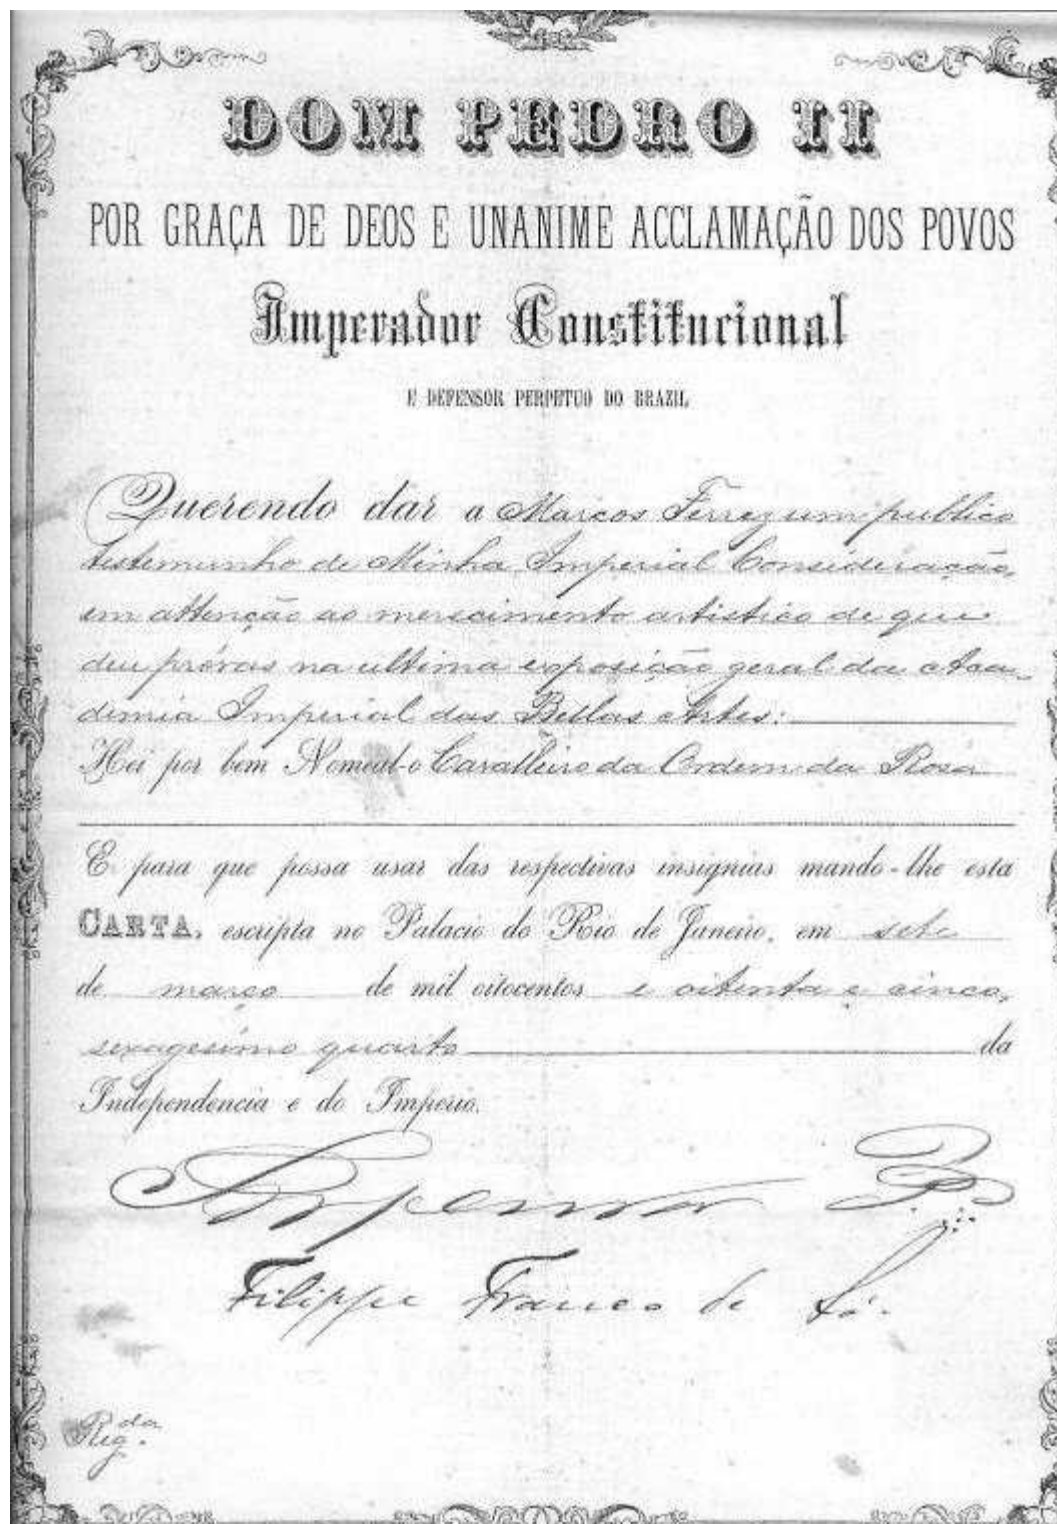 DOM PEDRO II
POR GRAÇA DE DEOS E UNANIME ACCLAMAÇÃO DOS POVOS
Imperador Constitucional
E DEFENSOR PERPETUO DO BRAZIL
Querendo dar a Marcos Ferrez um publico
testemunho de Minha Imperial Consideração,
em attenção ao merecimento artistico de que
deu próvas na ultima exposição geral da Aca
demia Imperial das Bellas Artes:
Hei por bem Nomeal-o Cavalleiro da Ordem da Rosa
E para que possa usar das respectivas insignias mando-lhe esta
CARTA, escripta no Palacio do Rio de Janeiro, em sete
de março de mil oitocentos e oitenta e cinco,
sexagesimo quarto da
Independencia e do Imperio.
Imperador P.
Filippe Franco de Sá.
Reg.da